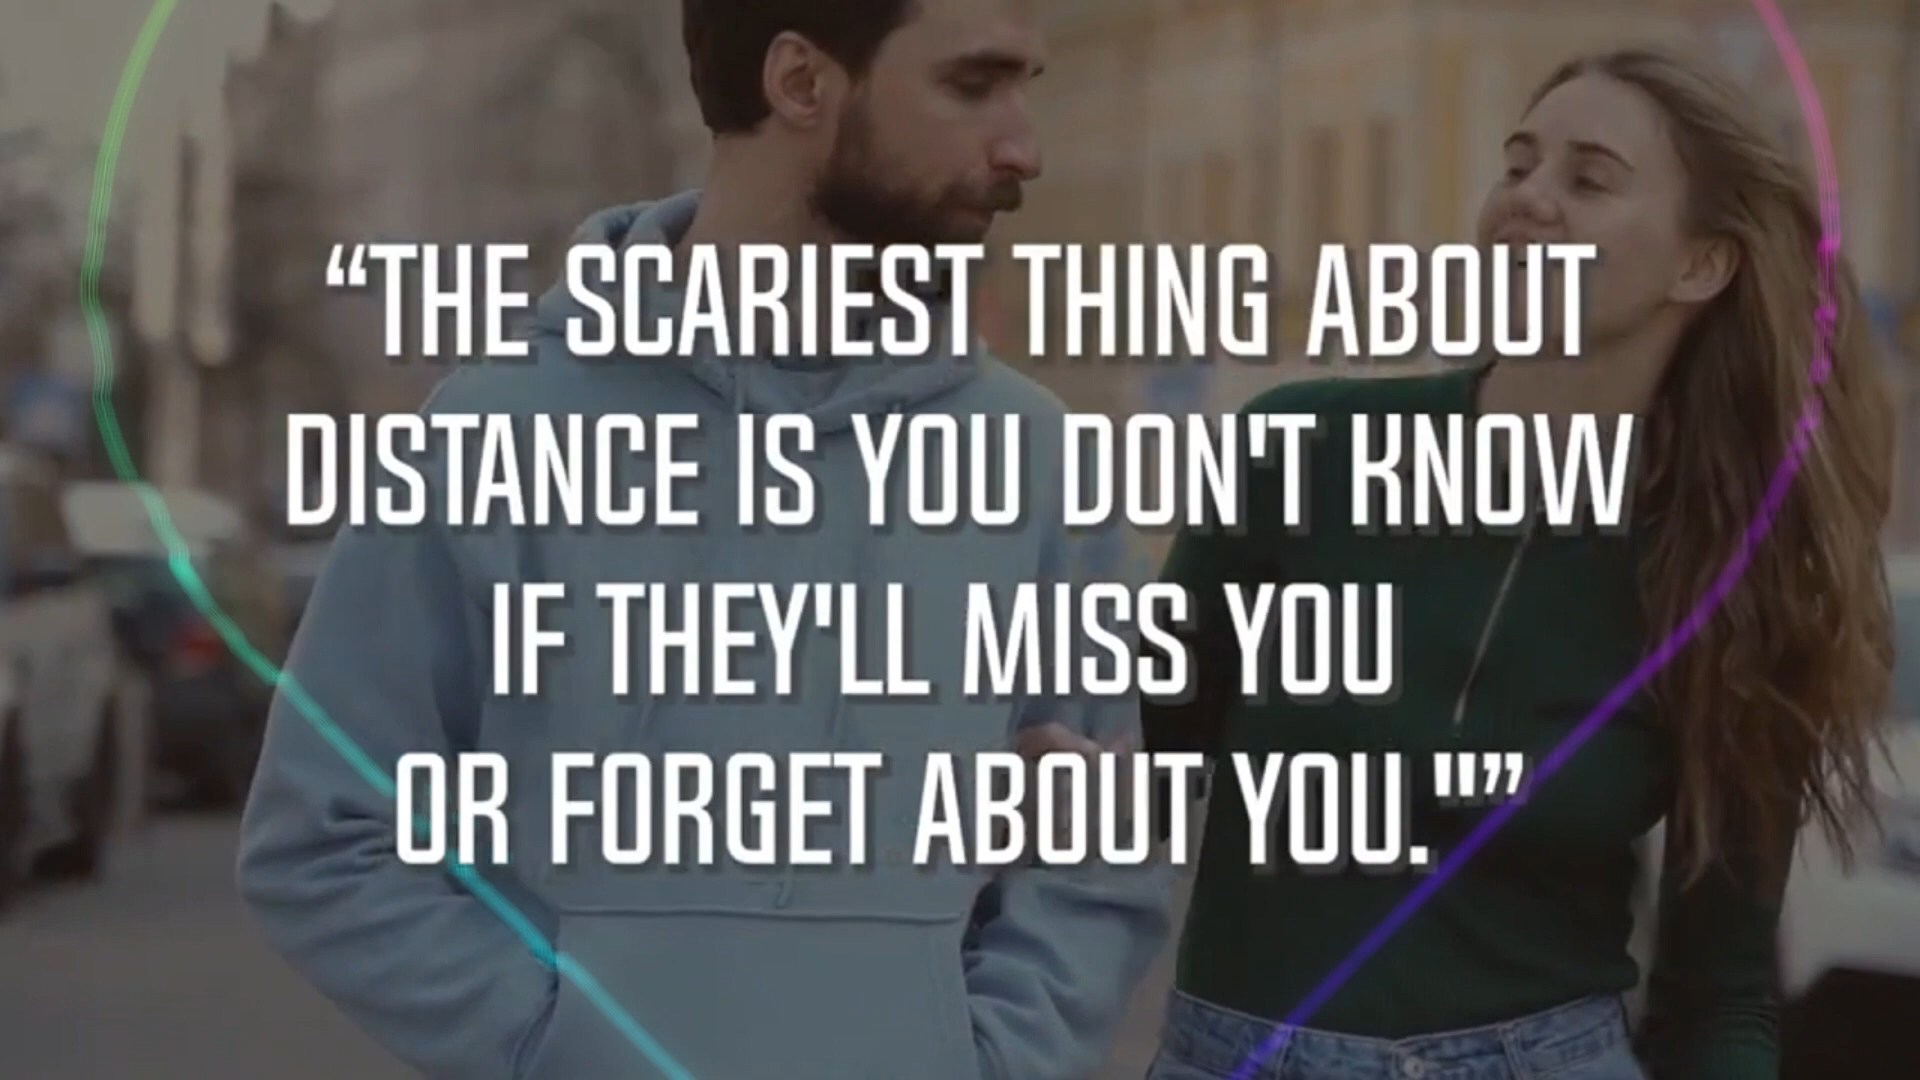 “THE SCARIEST THING ABOUT
DISTANCE IS YOU DON'T KNOW
IF THEY'LL MISS YOU
OR FORGET ABOUT YOU."”